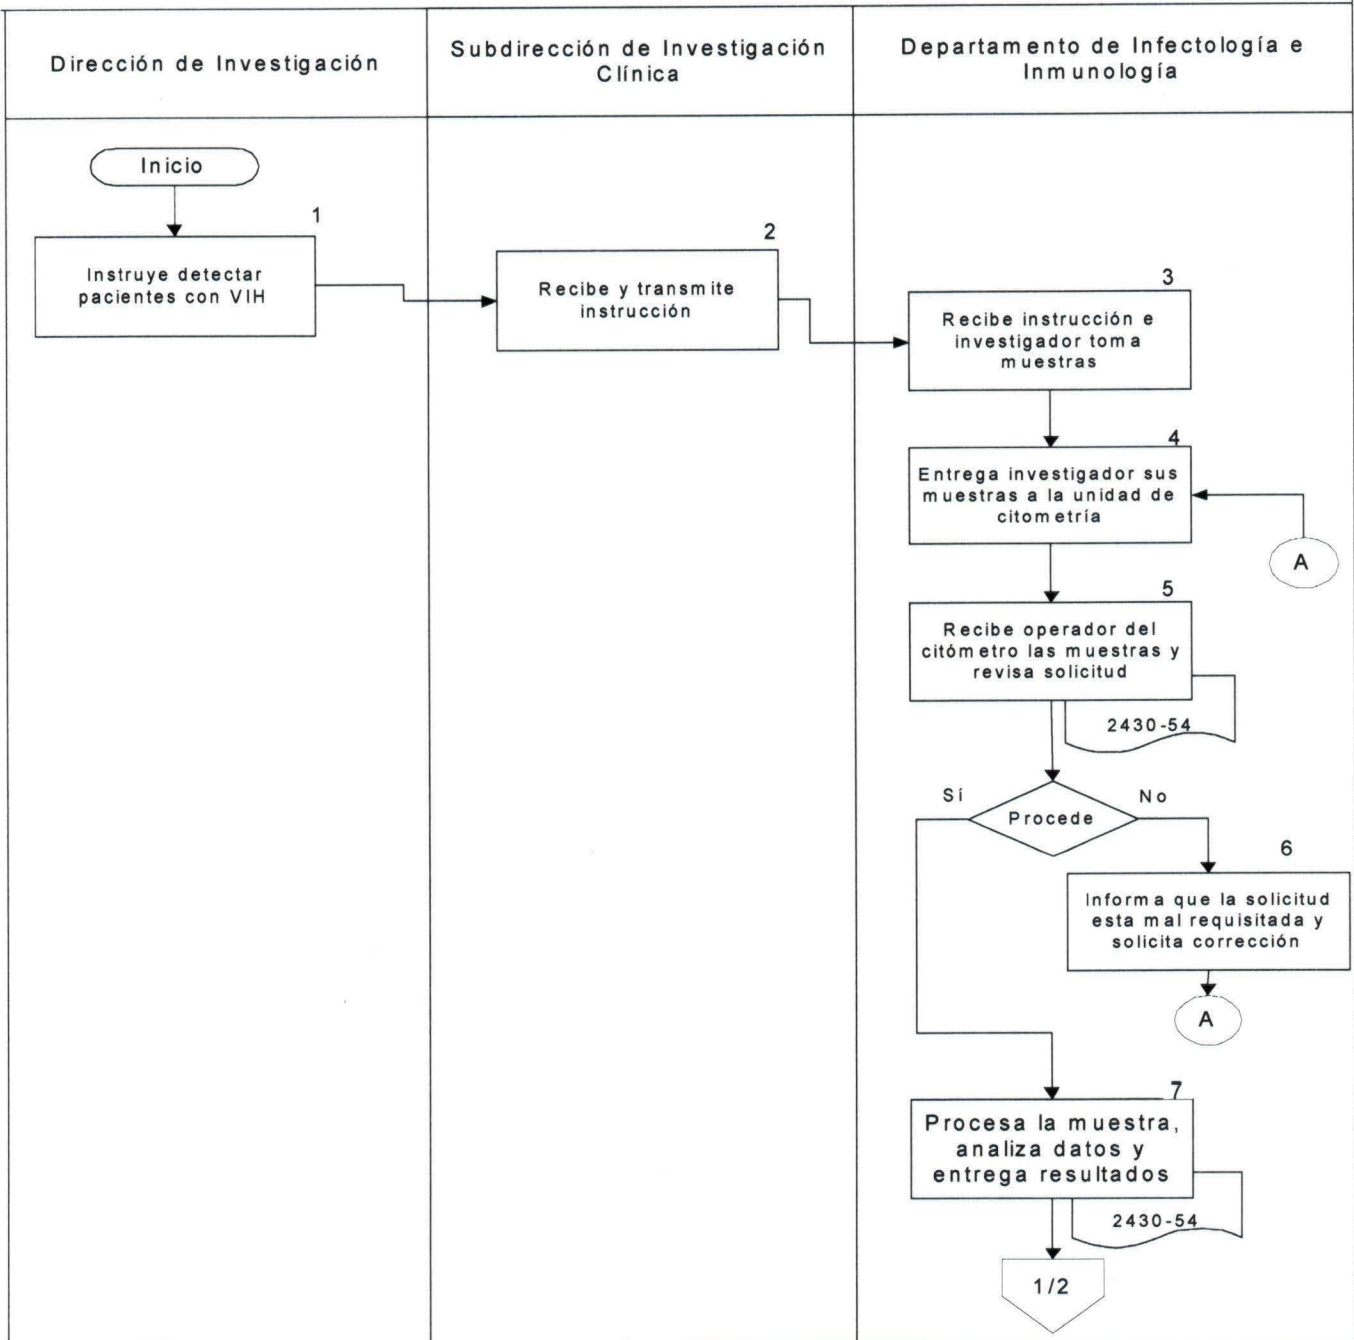 Dirección de Investigación
Subdirección de Investigación
Clínica
Departamento de Infectología e
Inmunología
Inicio
1
Instruye detectar
pacientes con VIH
2
Recibe y transmite
instrucción
3
Recibe instrucción e
investigador toma
muestras
4
Entrega investigador sus
muestras a la unidad de
citometría
A
5
Recibe operador del
citómetro las muestras y
revisa solicitud
2430-54
Sí
Procede
No
6
Informa que la solicitud
esta mal requisitada y
solicita corrección
A
7
Procesa la muestra,
analiza datos y
entrega resultados
2430-54
1/2